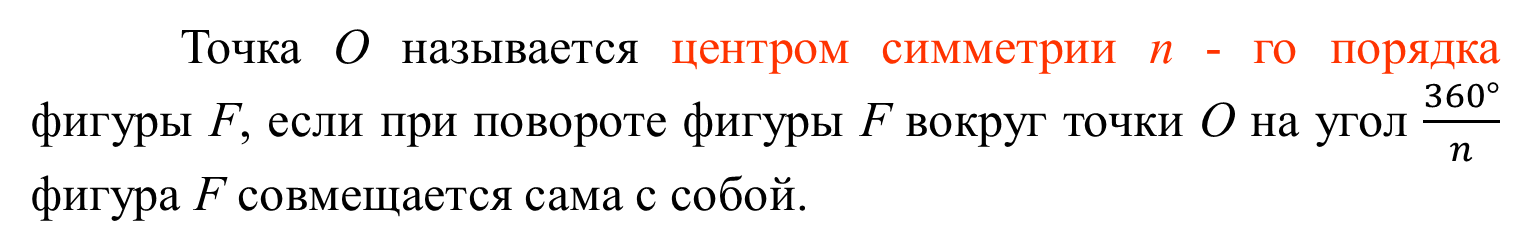 Точка O называется центром симметрии n - го порядка
фигуры F, если при повороте фигуры F вокруг точки O на угол 360°/n
фигура F совмещается сама с собой.